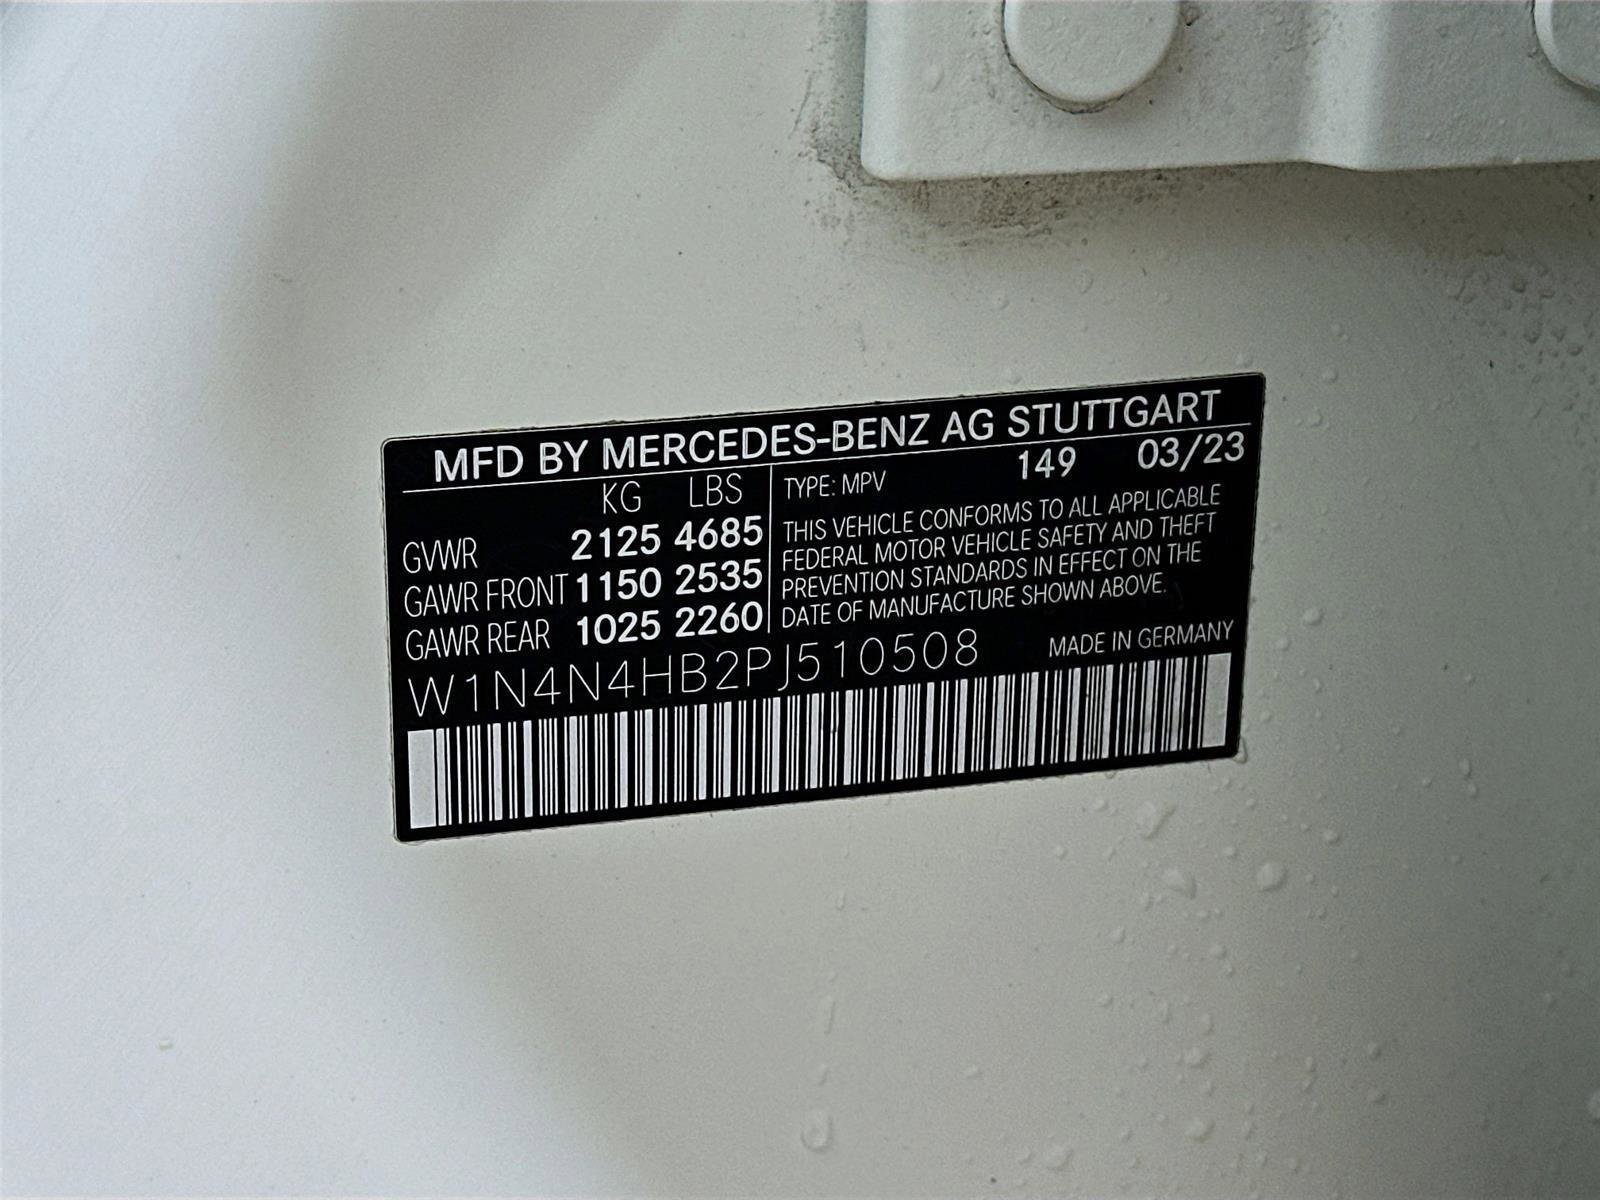 MFD BY MERCEDES-BENZ AG STUTTGART
KG LBS
GVWR 2125 4685
GAWR FRONT 1150 2535
GAWR REAR 1025 2260
TYPE: MPV 149 03/23
THIS VEHICLE CONFORMS TO ALL APPLICABLE
FEDERAL MOTOR VEHICLE SAFETY AND THEFT
PREVENTION STANDARDS IN EFFECT ON THE
DATE OF MANUFACTURE SHOWN ABOVE.
W1N4N4HB2PJ510508
MADE IN GERMANY